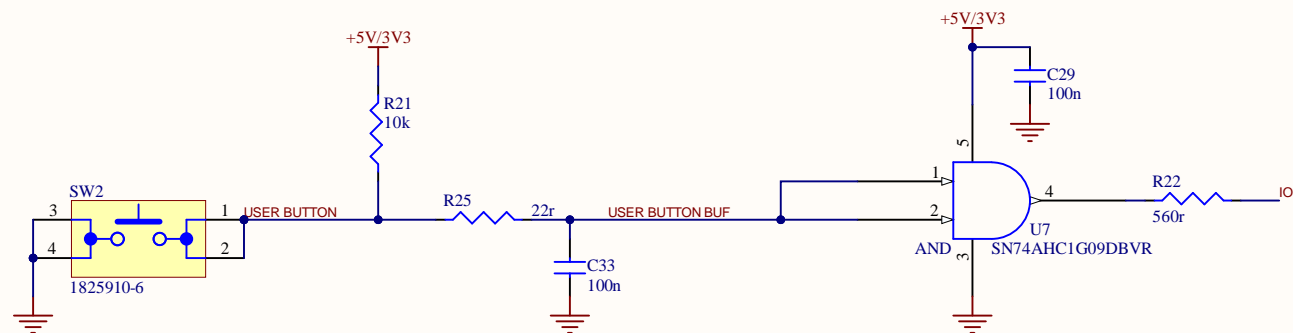 +5V/3V3
+5V/3V3
C29
100n
R21
10k
5
SW2
R25
22r
1
4
R22
560r
IO
3
1
USER BUTTON
USER BUTTON BUF
2
4
2
U7
AND
SN74AHC1G09DBVR
3
C33
100n
1825910-6